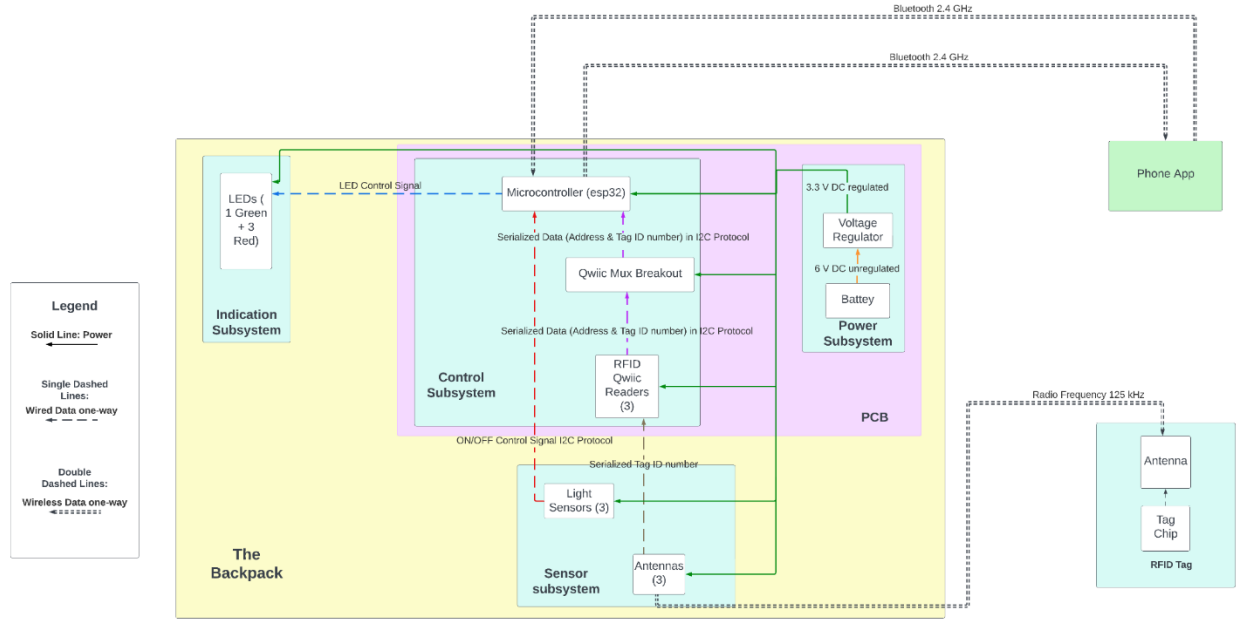 Bluetooth 2.4 GHz
Bluetooth 2.4 GHz
Phone App
LED Control Signal
LEDs (
1 Green
+ 3
Red)
Indication
Subsystem
Microcontroller (esp32)
Serialized Data (Address & Tag ID number) in I2C Protocol
Qwiic Mux Breakout
Serialized Data (Address & Tag ID number) in I2C Protocol
RFID
Qwiic
Readers
(3)
Control
Subsystem
PCB
3.3 V DC regulated
Voltage
Regulator
6 V DC unregulated
Battey
Power
Subsystem
Legend
Solid Line: Power
Single Dashed
Lines:
Wired Data one-way
Double
Dashed Lines:
Wireless Data one-way
ON/OFF Control Signal I2C Protocol
Serialized Tag ID number
Light
Sensors (3)
Antennas
(3)
Sensor
subsystem
The
Backpack
Radio Frequency 125 kHz
Antenna
Tag
Chip
RFID Tag